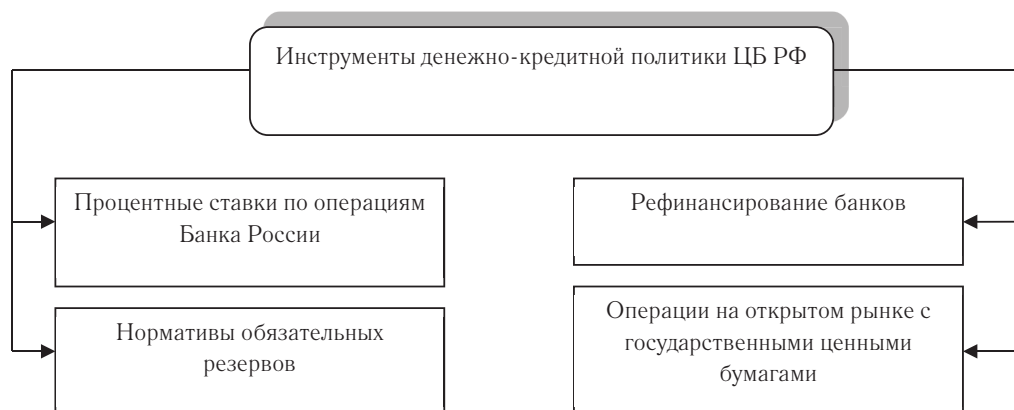 Инструменты денежно-кредитной политики ЦБ РФ
Процентные ставки по операциям
Банка России
Рефинансирование банков
Нормативы обязательных
резервов
Операции на открытом рынке с
государственными ценными
бумагами